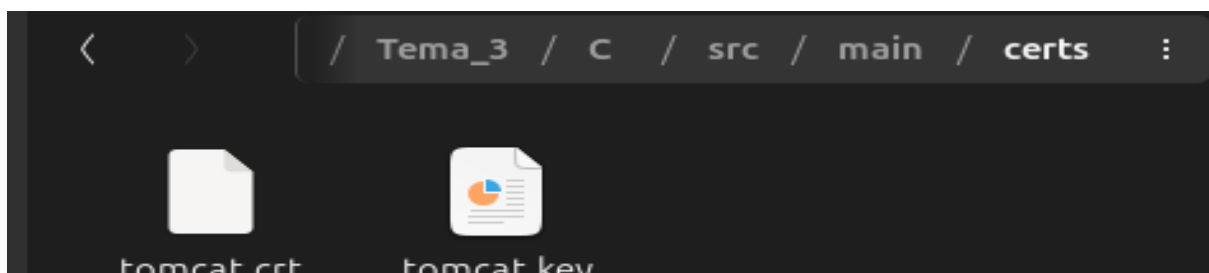 / Tema_3 / C / src / main / certs
tomcat.crt tomcat.key